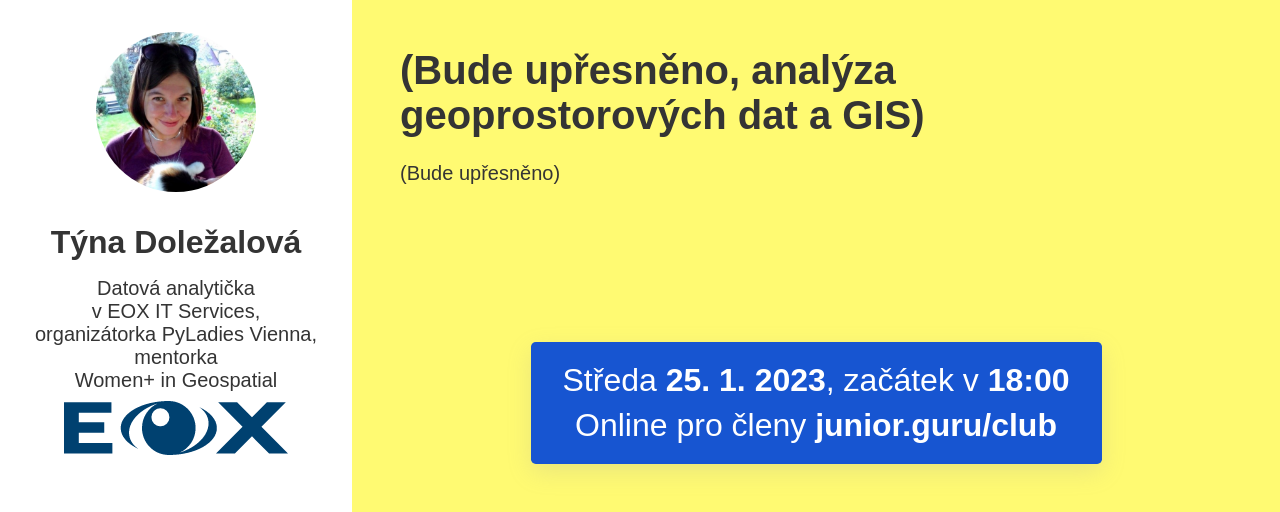 Týna Doležalová
Datová analytička
v EOX IT Services,
organizátorka PyLadies Vienna,
mentorka
Women+ in Geospatial
EOX
(Bude upřesněno, analýza
geoprostorových dat a GIS)
(Bude upřesněno)
Středa 25. 1. 2023, začátek v 18:00
Online pro členy junior.guru/club